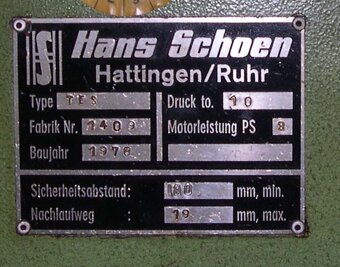 Hans Schoen
Hattingen/Ruhr
Type TES Druck to. 10
Fabrik Nr. 1409 Motorleistung PS 8
Baujahr 1976
Sicherheitsabstand: 180 mm, min.
Nachlaufweg: 19 mm, max.